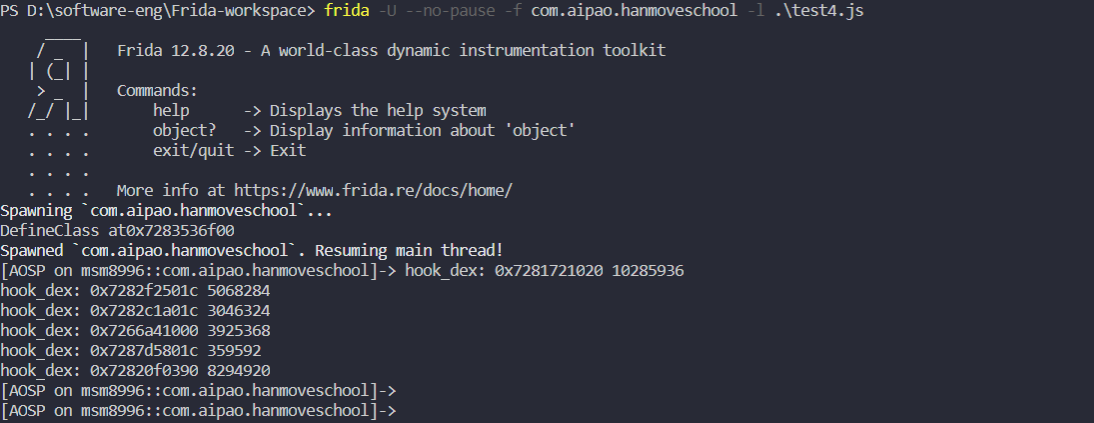 PS D:\software-eng\Frida-workspace> frida -U --no-pause -f com.aipao.hanmoveschool -l .\test4.js
     ____
    / _  |   Frida 12.8.20 - A world-class dynamic instrumentation toolkit
   | (_| |
    > _  |   Commands:
   /_/ |_|       help      -> Displays the help system
   . . . .       object?   -> Display information about 'object'
   . . . .       exit/quit -> Exit
   . . . .
   . . . .   More info at https://www.frida.re/docs/home/
Spawning `com.aipao.hanmoveschool`...
DefineClass at0x7283536f00
Spawned `com.aipao.hanmoveschool`. Resuming main thread!
[AOSP on msm8996::com.aipao.hanmoveschool]-> hook_dex: 0x7281721020 10285936
hook_dex: 0x7282f2501c 5068284
hook_dex: 0x7282c1a01c 3046324
hook_dex: 0x7266a41000 3925368
hook_dex: 0x7287d5801c 359592
hook_dex: 0x72820f0390 8294920
[AOSP on msm8996::com.aipao.hanmoveschool]->
[AOSP on msm8996::com.aipao.hanmoveschool]->